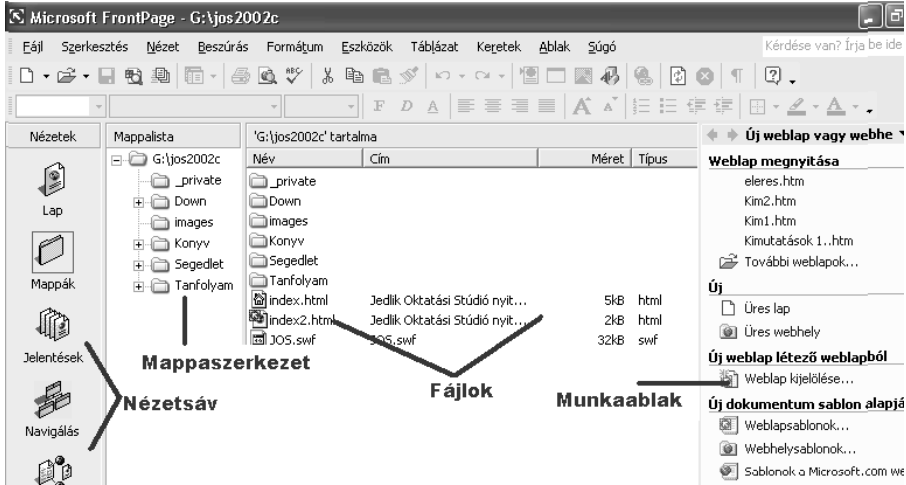 Microsoft FrontPage - G:\jos2002c
Fájl Szerkesztés Nézet Beszúrás Formátum Eszközök Táblázat Keretek Ablak Súgó Kérdése van? Írja be ide
Nézetek
Lap
Mappák
Jelentések
Navigálás
Mappalista
G:\jos2002c
_private
Down
images
Konyv
Segedlet
Tanfolyam
'G:\jos2002c' tartalma
Név Cím Méret Típus
_private
Down
images
Konyv
Segedlet
Tanfolyam
index.html Jedlik Oktatási Stúdió nyit... 5kB html
index2.html Jedlik Oktatási Stúdió nyit... 2kB html
JOS.swf JOS.swf 32kB swf
Új weblap vagy webhe
Weblap megnyitása
eleres.htm
Kim2.htm
Kim1.htm
Kimutatások 1..htm
További weblapok...
Új
Üres lap
Üres webhely
Új weblap létező weblapból
Weblap kijelölése...
Új dokumentum sablon alapjá
Weblapsablonok...
Webhelysablonok...
Sablonok a Microsoft.com we
Mappaszerkezet
Nézetsáv
Fájlok
Munkaablak